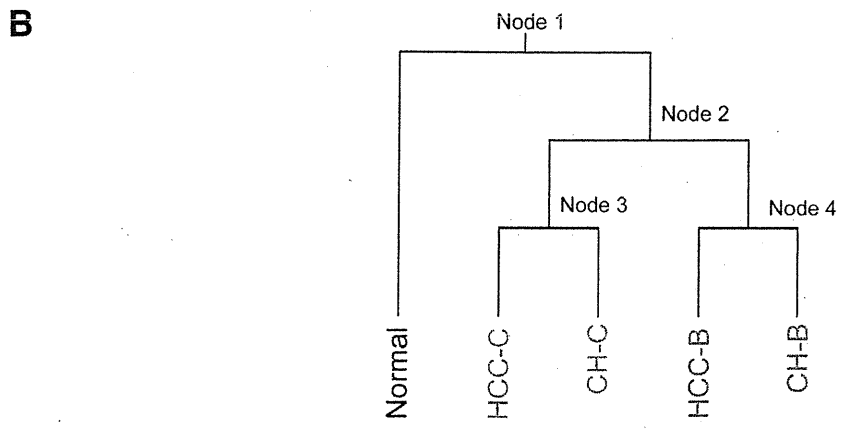 B
Node 1
Node 2
Node 3
Node 4
Normal
HCC-C
CH-C
HCC-B
CH-B